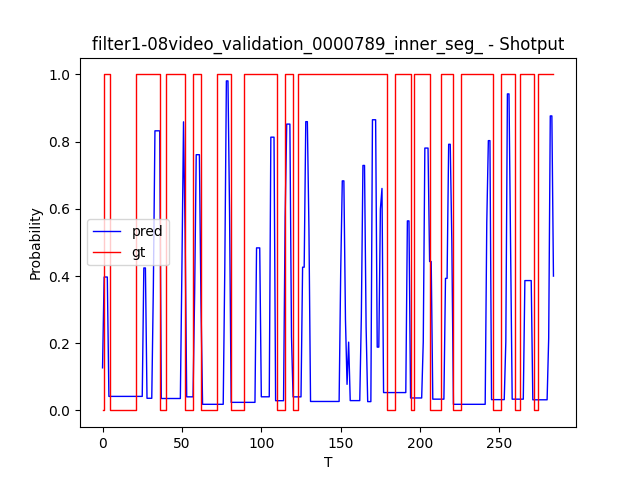 filter1-08video_validation_0000789_inner_seg_ - Shotput
1.0
0.8
0.6
0.4
0.2
0.0
Probability
pred
gt
0 50 100 150 200 250
T